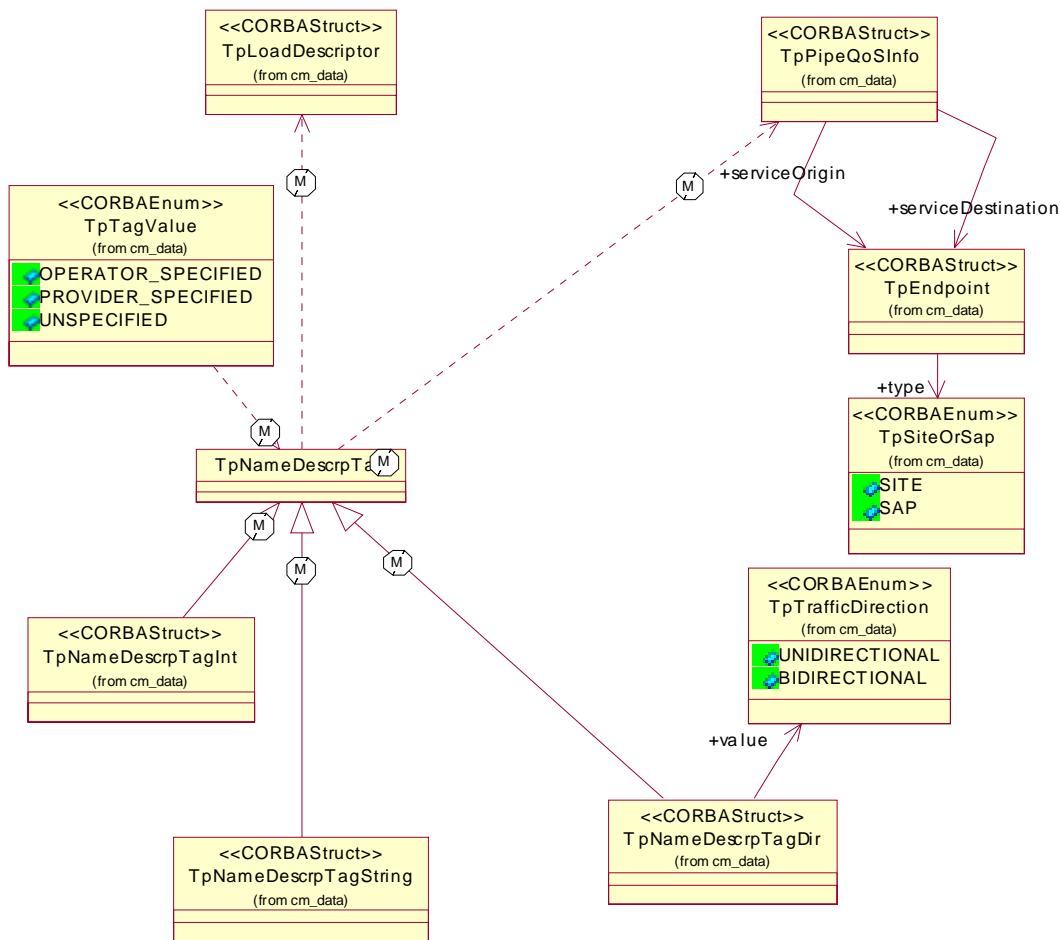 <<CORBAStruct>>
TpLoadDescriptor
(from cm_data)
<<CORBAStruct>>
TpPipeQoSInfo
(from cm_data)
M
M
+serviceOrigin
+serviceDestination
<<CORBAEnum>>
TpTagValue
(from cm_data)
OPERATOR_SPECIFIED
PROVIDER_SPECIFIED
UNSPECIFIED
<<CORBAStruct>>
TpEndpoint
(from cm_data)
+type
<<CORBAEnum>>
TpSiteOrSap
(from cm_data)
SITE
SAP
M
TpNameDescrpTa
M
M
M
M
<<CORBAEnum>>
TpTrafficDirection
(from cm_data)
UNIDIRECTIONAL
BIDIRECTIONAL
<<CORBAStruct>>
TpNameDescrpTagInt
(from cm_data)
+value
<<CORBAStruct>>
TpNameDescrpTagDir
(from cm_data)
<<CORBAStruct>>
TpNameDescrpTagString
(from cm_data)